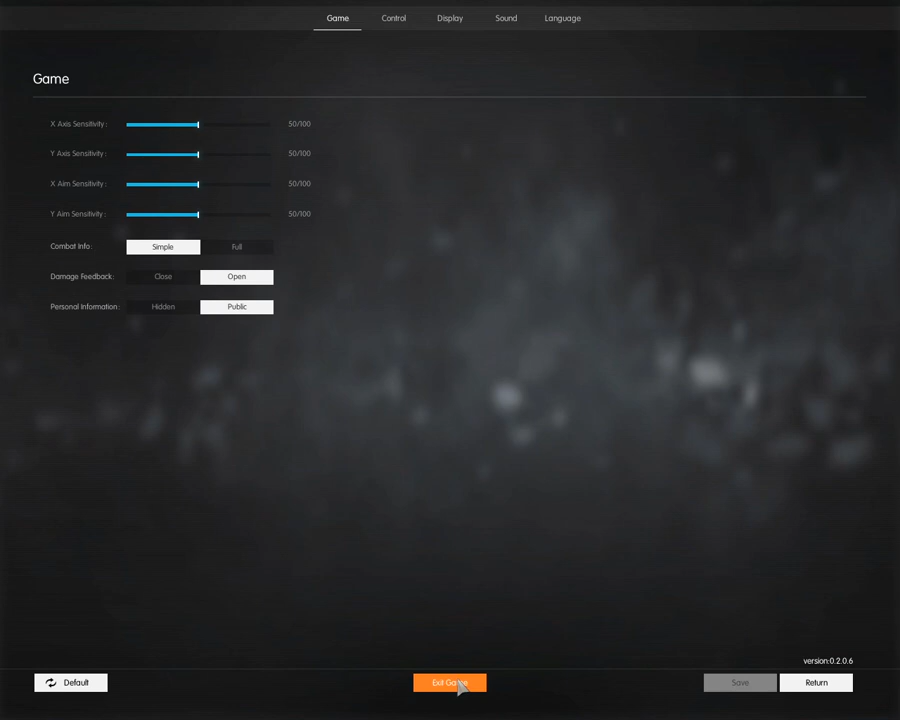 Game Control Display Sound Language
Game
X Axis Sensitivity: 50/100
Y Axis Sensitivity: 50/100
X Aim Sensitivity: 50/100
Y Aim Sensitivity: 50/100
Combat Info: Simple Full
Damage Feedback: Close Open
Personal Information: Hidden Public
version:0.2.0.6
Default Exit Game Save Return